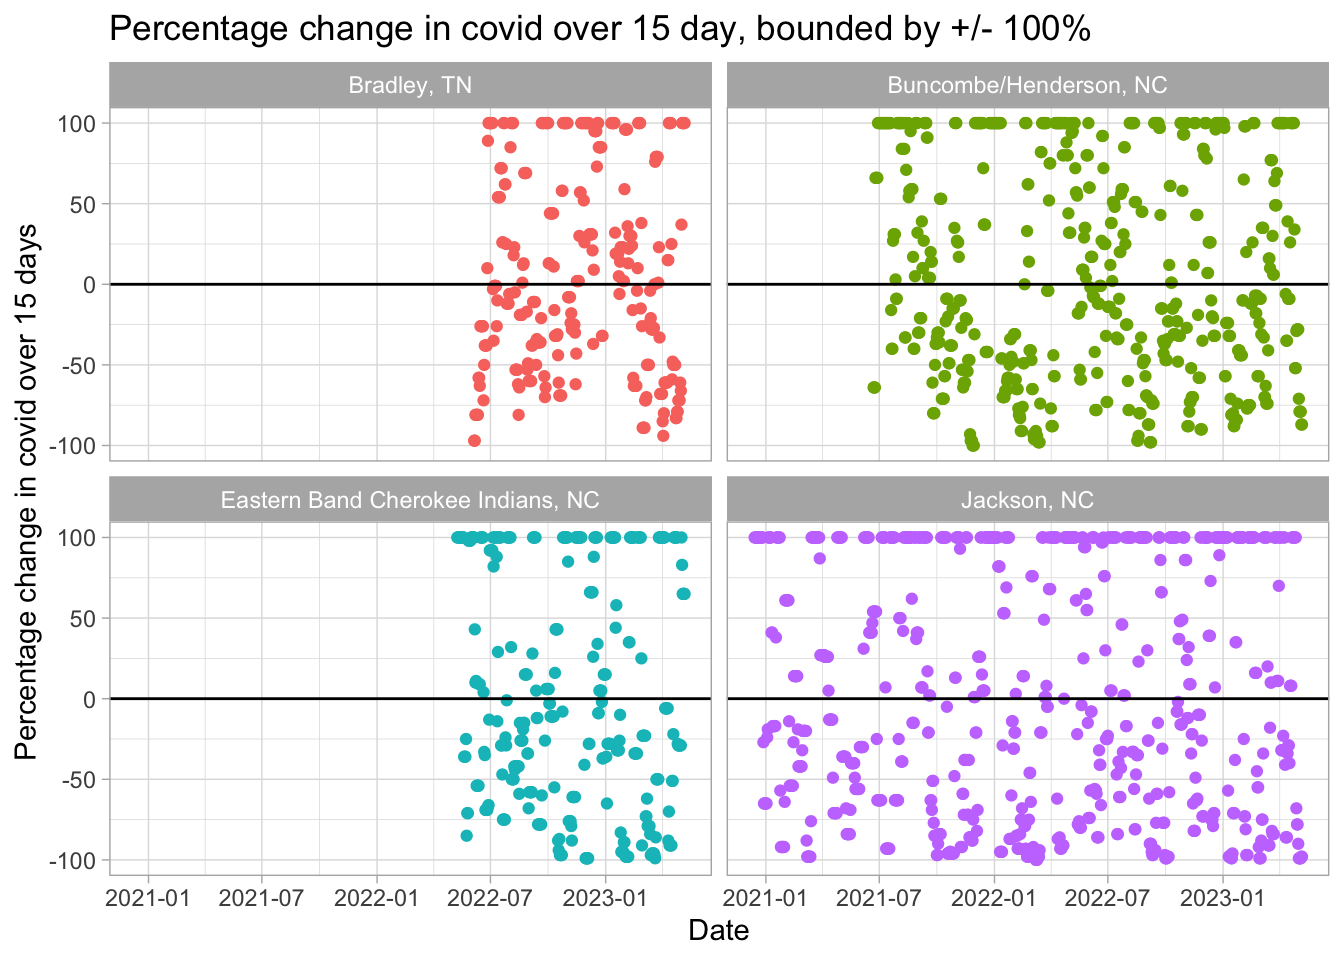 Percentage change in covid over 15 day, bounded by +/- 100%
Bradley, TN
Buncombe/Henderson, NC
100
50
0
-50
-100
Eastern Band Cherokee Indians, NC
Jackson, NC
100
50
0
-50
-100
Percentage change in covid over 15 days
2021-01 2021-07 2022-01 2022-07 2023-01
2021-01 2021-07 2022-01 2022-07 2023-01
Date